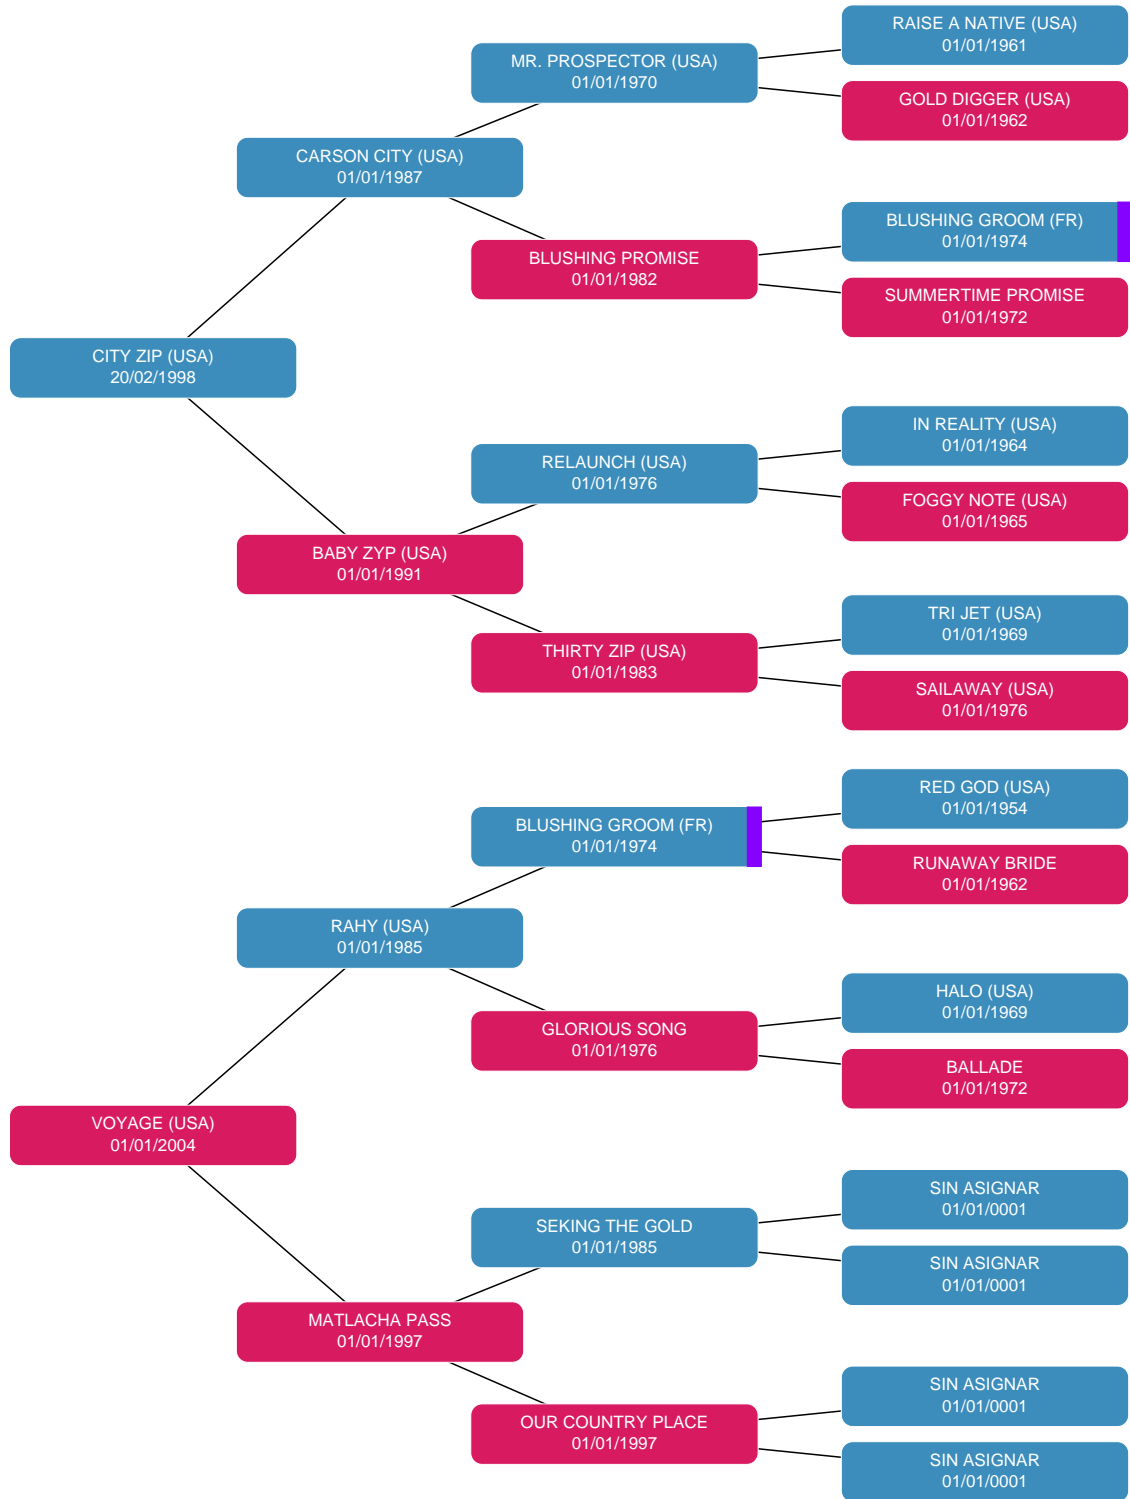 RAISE A NATIVE (USA)
01/01/1961
MR. PROSPECTOR (USA)
01/01/1970
GOLD DIGGER (USA)
01/01/1962
CARSON CITY (USA)
01/01/1987
BLUSHING GROOM (FR)
01/01/1974
BLUSHING PROMISE
01/01/1982
SUMMERTIME PROMISE
01/01/1972
CITY ZIP (USA)
20/02/1998
IN REALITY (USA)
01/01/1964
RELAUNCH (USA)
01/01/1976
FOGGY NOTE (USA)
01/01/1965
BABY ZYP (USA)
01/01/1991
TRI JET (USA)
01/01/1969
THIRTY ZIP (USA)
01/01/1983
SAILAWAY (USA)
01/01/1976
RED GOD (USA)
01/01/1954
BLUSHING GROOM (FR)
01/01/1974
RUNAWAY BRIDE
01/01/1962
RAHY (USA)
01/01/1985
HALO (USA)
01/01/1969
GLORIOUS SONG
01/01/1976
BALLADE
01/01/1972
VOYAGE (USA)
01/01/2004
SIN ASIGNAR
01/01/0001
SEKING THE GOLD
01/01/1985
SIN ASIGNAR
01/01/0001
MATLACHA PASS
01/01/1997
SIN ASIGNAR
01/01/0001
OUR COUNTRY PLACE
01/01/1997
SIN ASIGNAR
01/01/0001